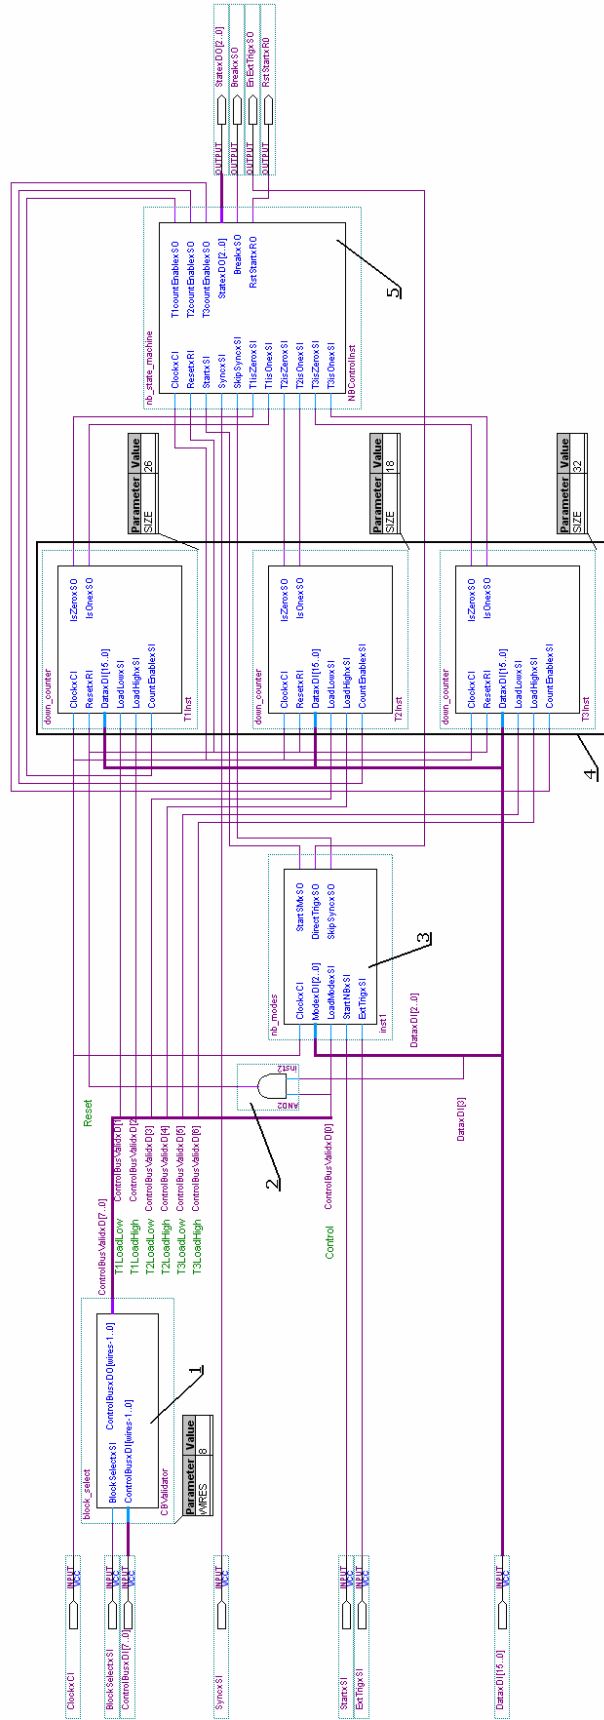 ClockxCI
INPUT
VCC
BlockSelectxSI
INPUT
VCC
ControlBusxDI[7..0]
INPUT
VCC
SyncxSI
INPUT
VCC
StartxSI
INPUT
VCC
ExtTrigxSI
INPUT
VCC
DataxDI[15..0]
INPUT
VCC
block_select
BlockSelectxSI
ControlBusxDO[wires-1..0]
ControlBusxDI[wires-1..0]
CBValidator
1
Parameter Value
WIRES 8
ControlBusValidxD[7..0]
Reset
ControlBusValidxD[1]
T1LoadLow
ControlBusValidxD[2]
T1LoadHigh
ControlBusValidxD[3]
T2LoadLow
ControlBusValidxD[4]
T2LoadHigh
ControlBusValidxD[5]
T3LoadLow
ControlBusValidxD[6]
T3LoadHigh
Control
ControlBusValidxD[0]
2
AND2
inst2
DataxDI[3]
DataxDI[2..0]
nb_modes
ClockxCI
ModexDI[2..0]
LoadModexSI
StartNBxSI
ExtTrigxSI
StartSMxSO
DirectTrigxSO
SkipSyncxSO
inst1
3
down_counter
ClockxCI
ResetxRI
DataxDI[15..0]
LoadLowxSI
LoadHighxSI
CountEnablexSI
IsZeroxSO
IsOnexSO
T1Inst
Parameter Value
SIZE 26
down_counter
ClockxCI
ResetxRI
DataxDI[15..0]
LoadLowxSI
LoadHighxSI
CountEnablexSI
IsZeroxSO
IsOnexSO
T2Inst
Parameter Value
SIZE 18
down_counter
ClockxCI
ResetxRI
DataxDI[15..0]
LoadLowxSI
LoadHighxSI
CountEnablexSI
IsZeroxSO
IsOnexSO
T3Inst
Parameter Value
SIZE 32
4
nb_state_machine
ClockxCI
ResetxRI
StartxSI
SyncxSI
SkipSyncxSI
T1IsZeroxSI
T1IsOnexSI
T2IsZeroxSI
T2IsOnexSI
T3IsZeroxSI
T3IsOnexSI
T1countEnablexSO
T2countEnablexSO
T3countEnablexSO
StatexDO[2..0]
BreakxSO
RstStartxRO
NBControlInst
5
OUTPUT
StatexDO[2..0]
OUTPUT
BreakxSO
OUTPUT
EnExtTrigxSO
OUTPUT
RstStartxRO